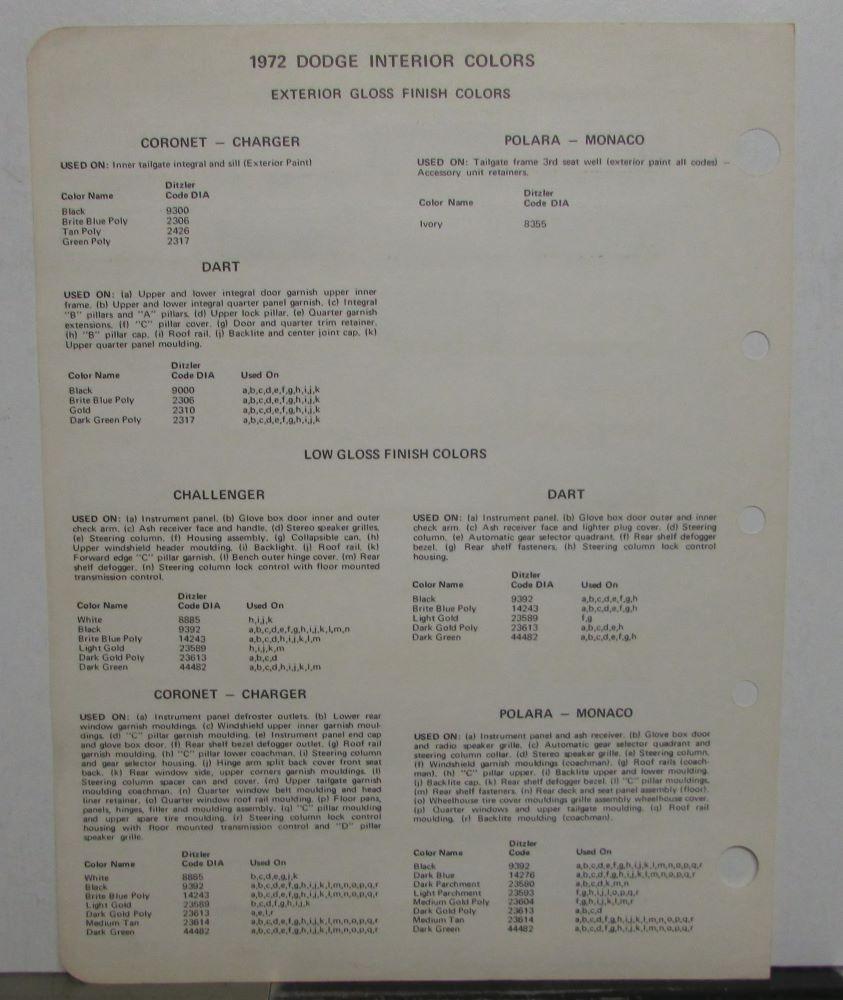 1972 DODGE INTERIOR COLORS
EXTERIOR GLOSS FINISH COLORS
CORONET – CHARGER
USED ON: Inner tailgate integral and sill (Exterior Paint)
Ditzler
Color Name Code DIA
Black 9300
Brite Blue Poly 2306
Tan Poly 2426
Green Poly 2317
POLARA – MONACO
USED ON: Tailgate frame 3rd seat well (exterior paint all codes) –
Accessory unit retainers.
Ditzler
Color Name Code DIA
Ivory 8355
DART
USED ON: (a) Upper and lower integral door garnish upper inner
frame. (b) Upper and lower integral quarter panel garnish. (c) Integral
"B" pillars and "A" pillars. (d) Upper lock pillar. (e) Quarter garnish
extensions. (f) "C" pillar cover. (g) Door and quarter trim retainer.
(h) "B" pillar cap. (i) Roof rail. (j) Backlite and center joint cap. (k)
Upper quarter panel moulding.
Ditzler
Color Name Code DIA Used On
Black 9000 a,b,c,d,e,f,g,h,i,j,k
Brite Blue Poly 2306 a,b,c,d,e,f,g,h,i,j,k
Gold 2310 a,b,c,d,e,f,g,h,i,j,k
Dark Green Poly 2317 a,b,c,d,e,f,g,h,i,j,k
LOW GLOSS FINISH COLORS
CHALLENGER
USED ON: (a) Instrument panel. (b) Glove box door inner and outer
check arm. (c) Ash receiver face and handle. (d) Stereo speaker grilles.
(e) Steering column. (f) Housing assembly. (g) Collapsible can. (h)
Upper windshield header moulding. (i) Backlight. (j) Roof rail. (k)
Forward edge "C" pillar garnish. (l) Bench outer hinge cover. (m) Rear
shelf defogger. (n) Steering column lock control with floor mounted
transmission control.
Ditzler
Color Name Code DIA Used On
White 8885 h,i,j,k
Black 9392 a,b,c,d,e,f,g,h,i,j,k,l,m,n
Brite Blue Poly 14243 a,b,c,d,h,i,j,k,l,m
Light Gold 23589 h,i,j,k,m
Dark Gold Poly 23613 a,b,c,d
Dark Green 44482 a,b,c,d,h,i,j,k,l,m
DART
USED ON: (a) Instrument panel. (b) Glove box door outer and inner
check arm. (c) Ash receiver face and lighter plug cover. (d) Steering
column. (e) Automatic gear selector quadrant. (f) Rear shelf defogger
bezel. (g) Rear shelf fasteners. (h) Steering column lock control
housing.
Ditzler
Color Name Code DIA Used On
Black 9392 a,b,c,d,e,f,g,h
Brite Blue Poly 14243 a,b,c,d,e,f,g,h
Light Gold 23589 f,g
Dark Gold Poly 23613 a,b,c,d,e,h
Dark Green 44482 a,b,c,d,e,f,g,h
CORONET – CHARGER
USED ON: (a) Instrument panel defroster outlets. (b) Lower rear
window garnish mouldings. (c) Windshield upper inner garnish moul-
dings. (d) "C" pillar garnish moulding. (e) Instrument panel end cap
and glove box door. (f) Rear shelf bezel defogger outlet. (g) Roof rail
garnish moulding. (h) "C" pillar lower coachman. (i) Steering column
and gear selector housing. (j) Hinge arm split back cover front seat
back. (k) Rear window side, upper corners garnish mouldings. (l)
Steering column spacer can and cover. (m) Upper tailgate garnish
moulding coachman. (n) Quarter window belt moulding and head
liner retainer. (o) Quarter window roof rail moulding. (p) Floor pans,
panels, hinges, filler and moulding assembly. (q) "C" pillar moulding
and upper spare tire moulding. (r) Steering column lock control
housing with floor mounted transmission control and "D" pillar
speaker grille.
Ditzler
Color Name Code DIA Used On
White 8885 b,c,d,e,g,j,k
Black 9392 a,b,c,d,e,f,g,h,i,j,k,l,m,n,o,p,q,r
Brite Blue Poly 14243 a,b,c,d,e,f,g,h,i,j,k,l,m,n,o,p,q,r
Light Gold 23589 b,c,d,f,g,h,i,j,k
Dark Gold Poly 23613 a,e,l,r
Medium Tan 23614 a,b,c,d,e,f,g,h,i,j,k,l,m,n,o,p,q,r
Dark Green 44482 a,b,c,d,e,f,g,h,i,j,k,l,m,n,o,p,q,r
POLARA – MONACO
USED ON: (a) Instrument panel and ash receiver. (b) Glove box door
and radio speaker grille. (c) Automatic gear selector quadrant and
steering column collar. (d) Stereo speaker grille. (e) Steering column.
(f) Windshield garnish mouldings (coachman). (g) Roof rails (coach-
man). (h) "C" pillar upper. (i) Backlite upper and lower moulding.
(j) Backlite cap. (k) Rear shelf defogger bezel. (l) "C" pillar mouldings.
(m) Rear shelf fasteners. (n) Rear deck and seat panel assembly (floor).
(o) Wheelhouse tire cover mouldings grille assembly wheelhouse cover.
(p) Quarter windows and upper tailgate moulding. (q) Roof rail
moulding. (r) Backlite moulding (coachman).
Ditzler
Color Name Code Used On
Black 9392 a,b,c,d,e,f,g,h,i,j,k,l,m,n,o,p,q,r
Dark Blue 14276 a,b,c,d,f,g,h,i,j,k,l,m,n,o,p,q,r
Dark Parchment 23580 a,b,c,d,k,m,n
Light Parchment 23593 f,g,h,i,j,l,o,p,q,r
Medium Gold Poly 23604 f,g,h,i,j,k,l,m,r
Dark Gold Poly 23613 a,b,c,d
Medium Tan 23614 a,b,c,d,f,g,h,i,j,k,l,m,n,o,p,q,r
Dark Green 44482 a,b,c,d,f,g,h,i,j,k,l,m,n,o,p,q,r